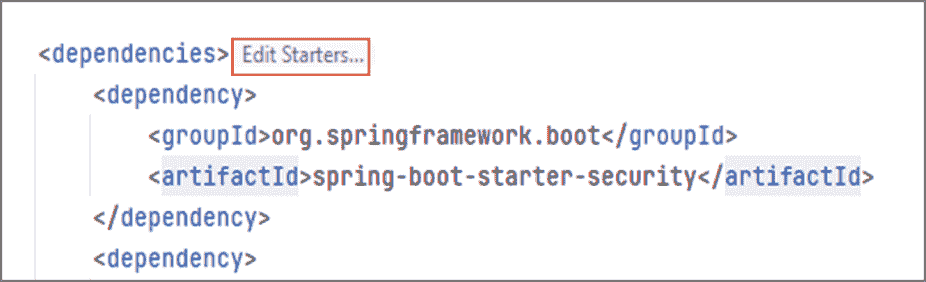 <dependencies> Edit Starters...
<dependency>
<groupId>org.springframework.boot</groupId>
<artifactId>spring-boot-starter-security</artifactId>
</dependency>
<dependency>